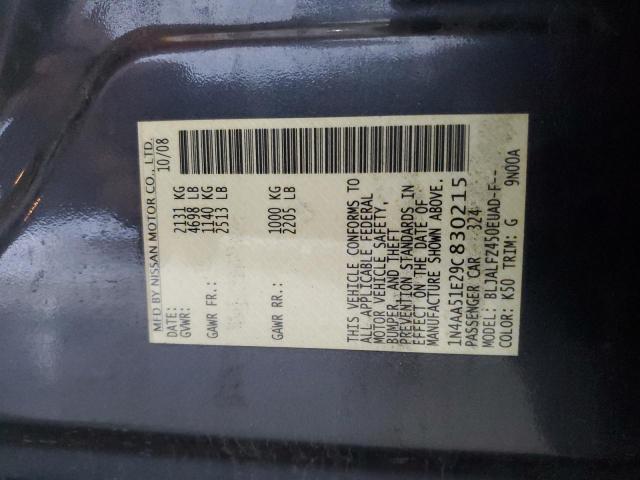 MFD BY NISSAN MOTOR CO., LTD.
DATE: 10/08
GVWR: 2131 KG
4698 LB
GAWR FR.: 1140 KG
2513 LB
GAWR RR.: 1000 KG
2205 LB
THIS VEHICLE CONFORMS TO
ALL APPLICABLE FEDERAL
MOTOR VEHICLE SAFETY,
BUMPER, AND THEFT
PREVENTION STANDARDS IN
EFFECT ON THE DATE OF
MANUFACTURE SHOWN ABOVE.
1N4AA51E29C830215
PASSENGER CAR 324
MODEL: BLJALFZ450EUAD-F--
COLOR: K50 TRIM: G 9N00A